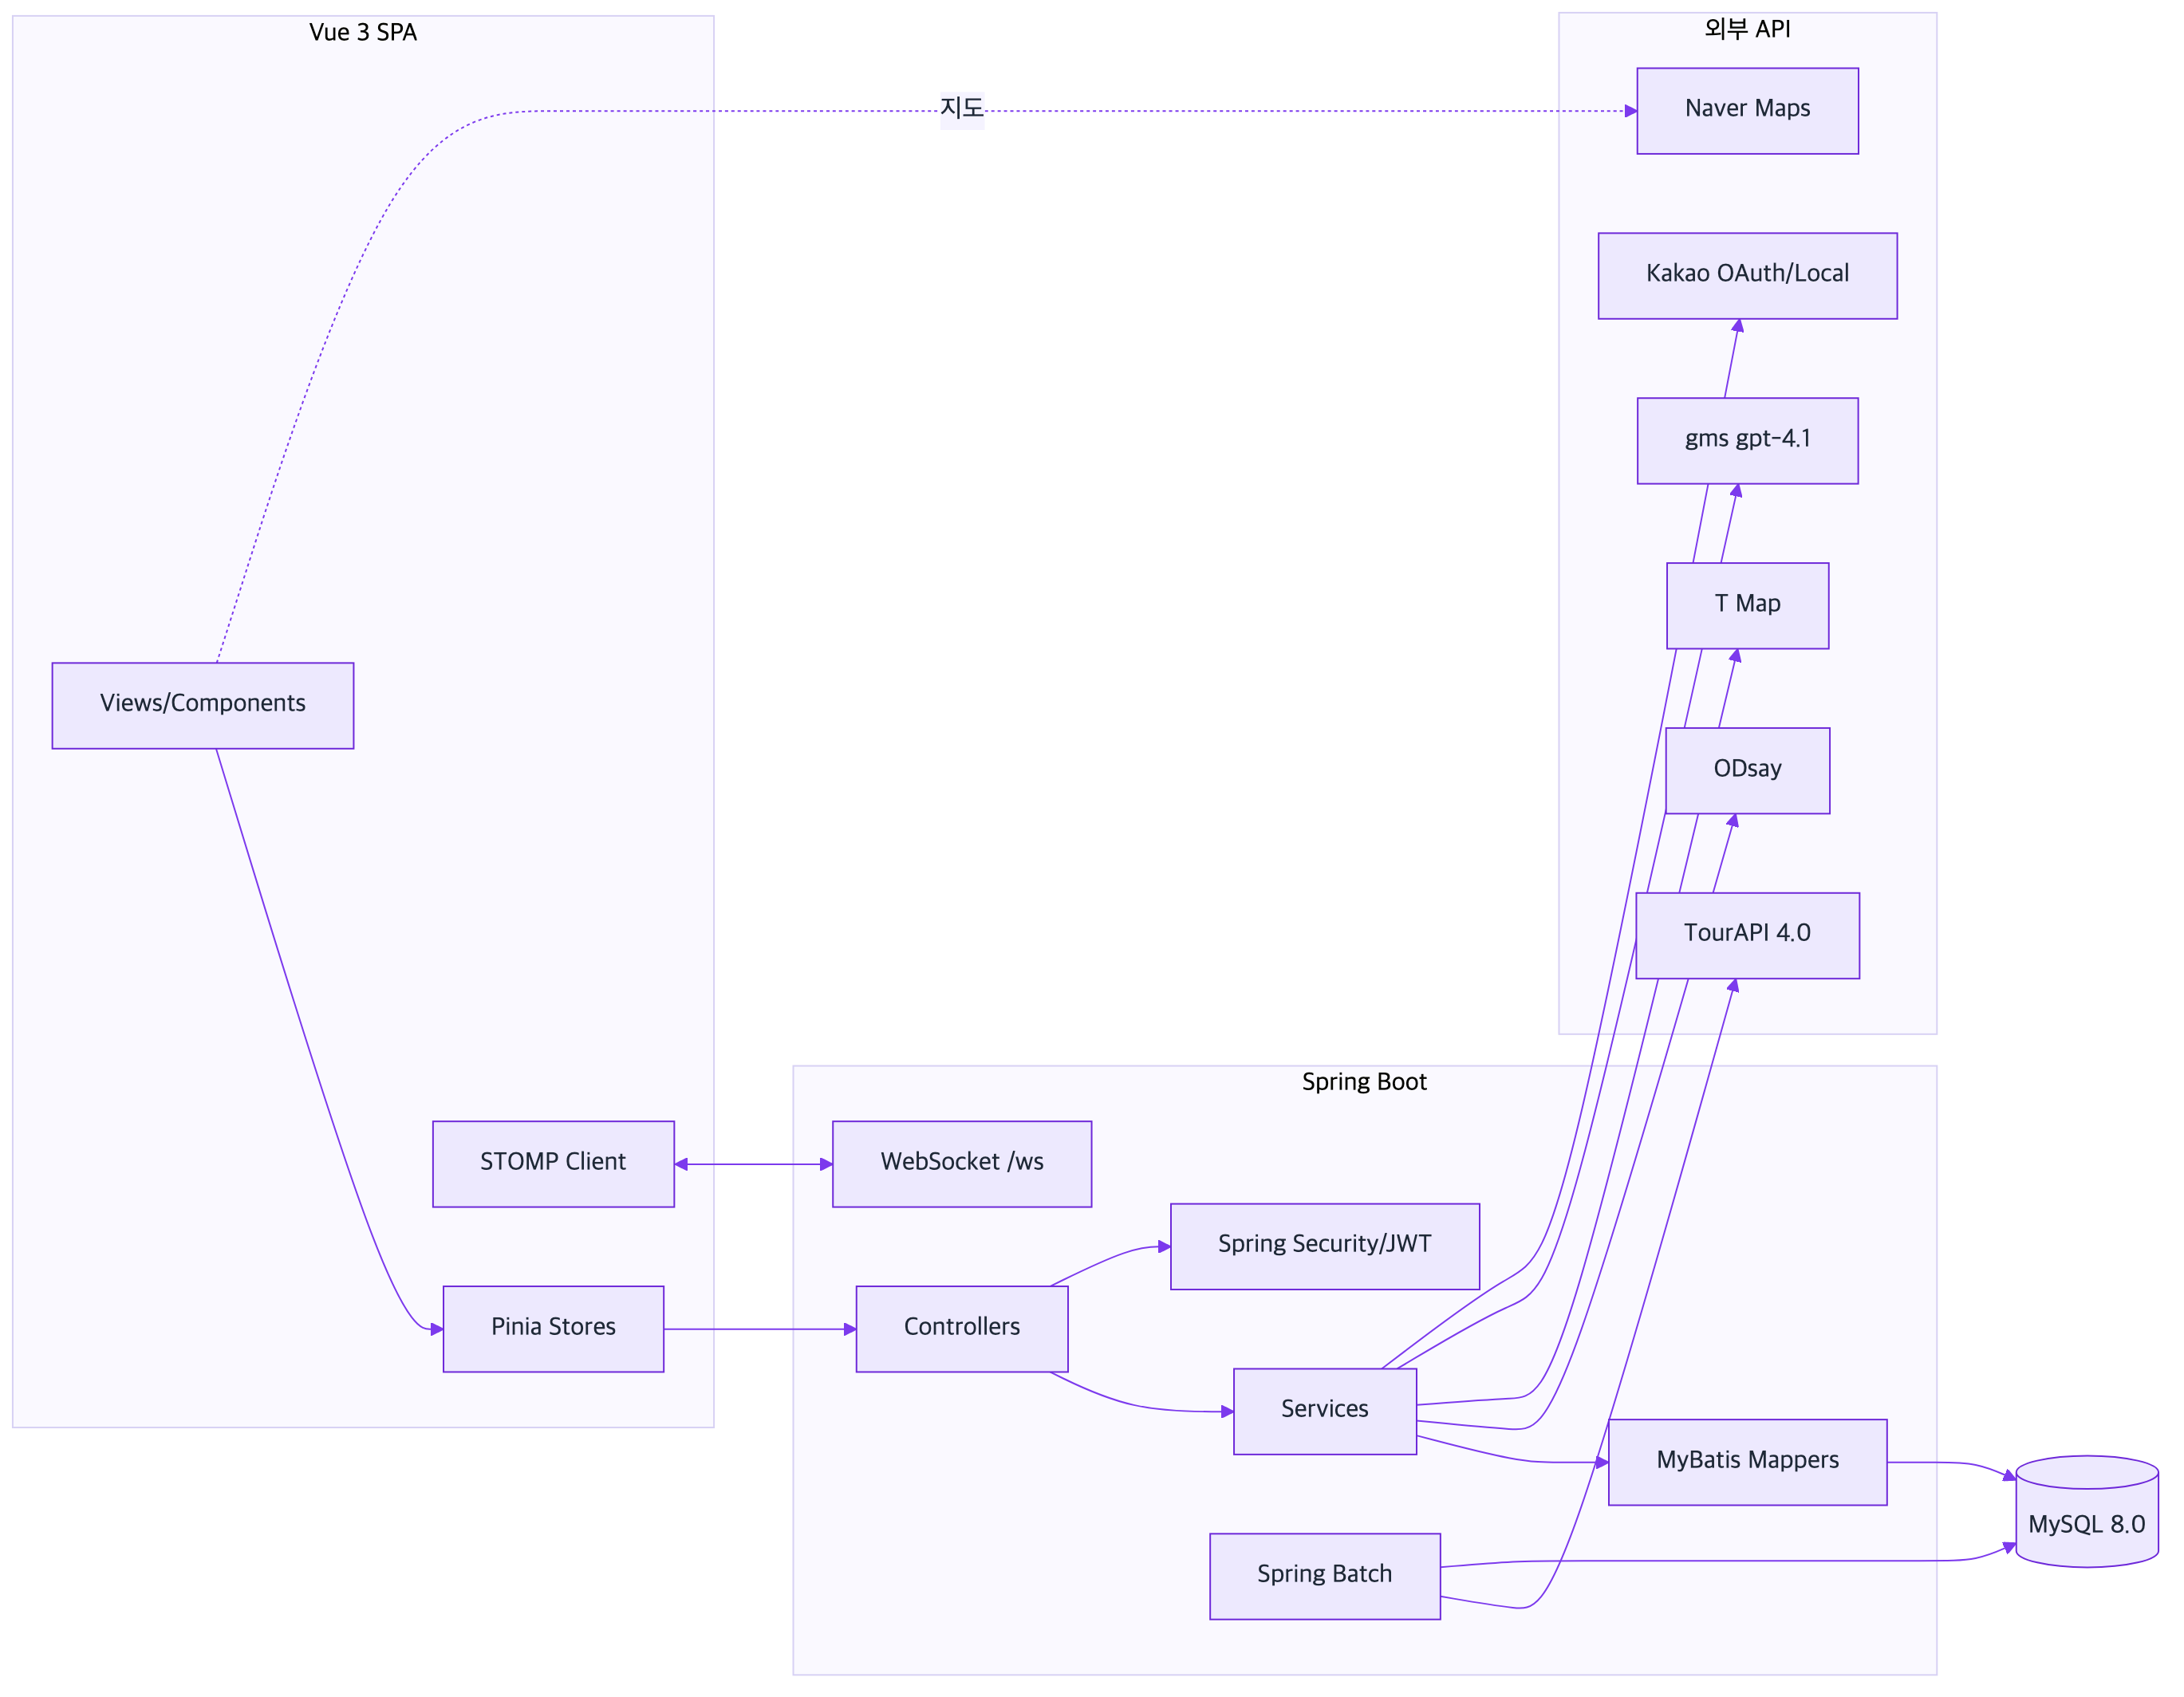 Vue 3 SPA
외부 API
지도
Naver Maps
Kakao OAuth/Local
gms gpt-4.1
T Map
Views/Components
ODsay
TourAPI 4.0
Spring Boot
STOMP Client
WebSocket /ws
Spring Security/JWT
Pinia Stores
Controllers
Services
MyBatis Mappers
MySQL 8.0
Spring Batch